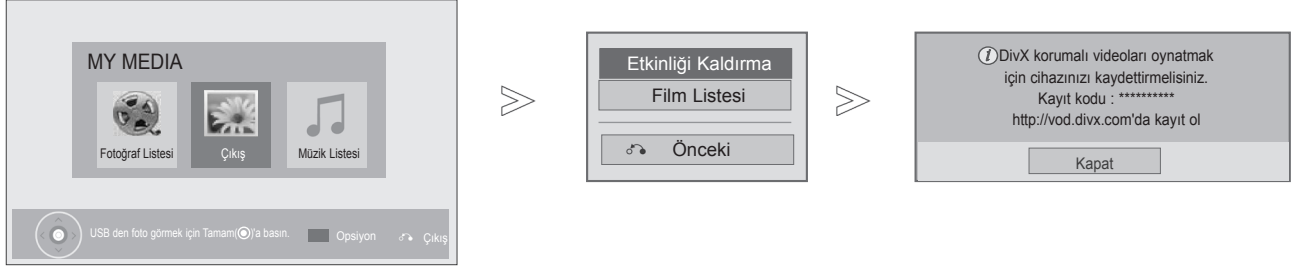 MY MEDIA
Fotoğraf Listesi Çıkış Müzik Listesi
USB den foto görmek için Tamam(◉)'a basın. Opsiyon Çıkış
Etkinliği Kaldırma
Film Listesi
Önceki
DivX korumalı videoları oynatmak
için cihazınızı kaydettirmelisiniz.
Kayıt kodu : **********
http://vod.divx.com'da kayıt ol
Kapat